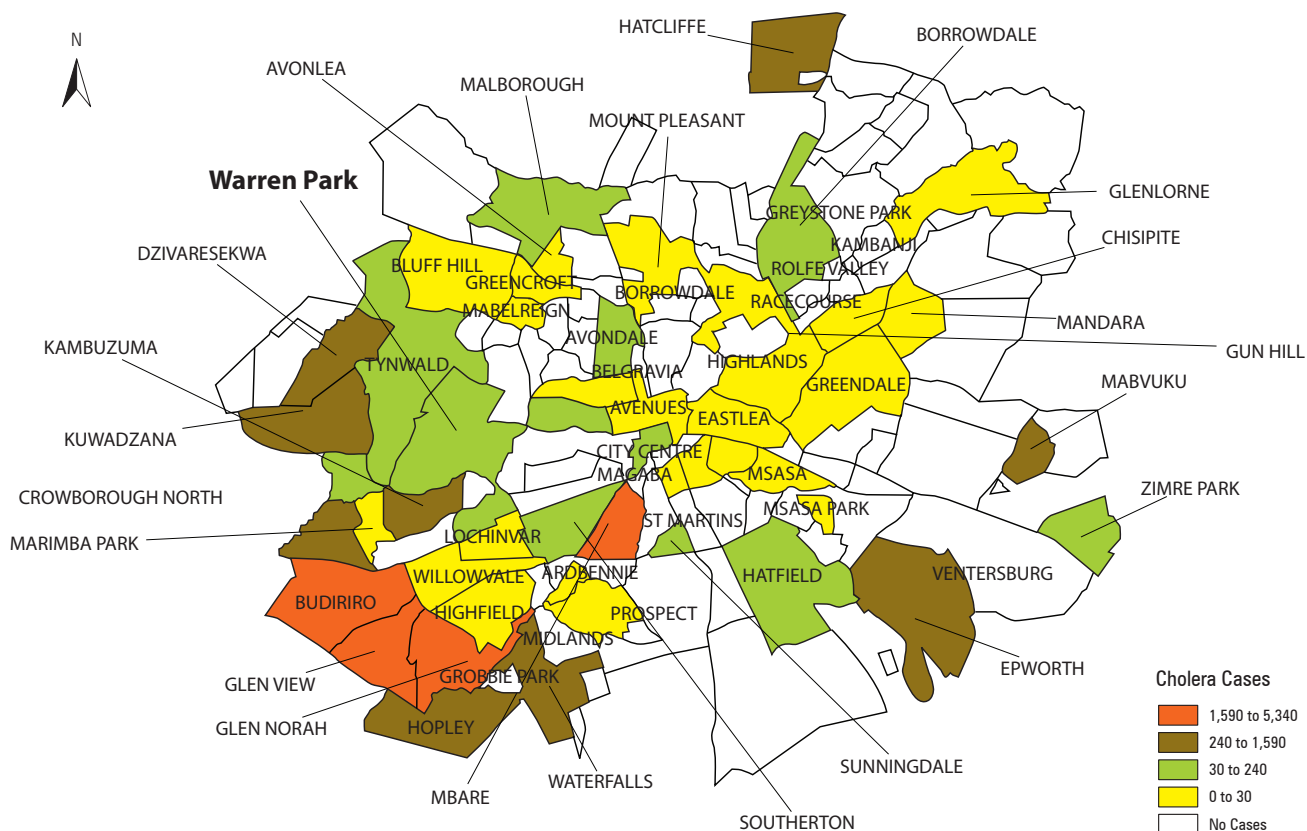 HATCLIFFE
BORROWDALE
N
AVONLEA
MALBOROUGH
MOUNT PLEASANT
Warren Park
GLENLORNE
GREYSTONE PARK
CHISIPITE
DZIVARESEKWA
KAMBANJI
BLUFF HILL
ROLFE VALLEY
GREENCROFT
BORROWDALE
RACECOURSE
MABELREIGN
MANDARA
KAMBUZUMA
AVONDALE
GUN HILL
TYNWALD
HIGHLANDS
BELGRAVIA
GREENDALE
MABVUKU
AVENUES
EASTLEA
KUWADZANA
CITY CENTRE
MAGABA
MSASA
CROWBOROUGH NORTH
ZIMRE PARK
MSASA PARK
ST MARTINS
LOCHINVAR
MARIMBA PARK
ARDBENNIE
HATFIELD
VENTERSBURG
WILLOWVALE
BUDIRIRO
HIGHFIELD
PROSPECT
MIDLANDS
EPWORTH
GROBBIE PARK
GLEN VIEW
Cholera Cases
GLEN NORAH
HOPLEY
1,590 to 5,340
240 to 1,590
SUNNINGDALE
WATERFALLS
30 to 240
MBARE
0 to 30
SOUTHERTON
No Cases